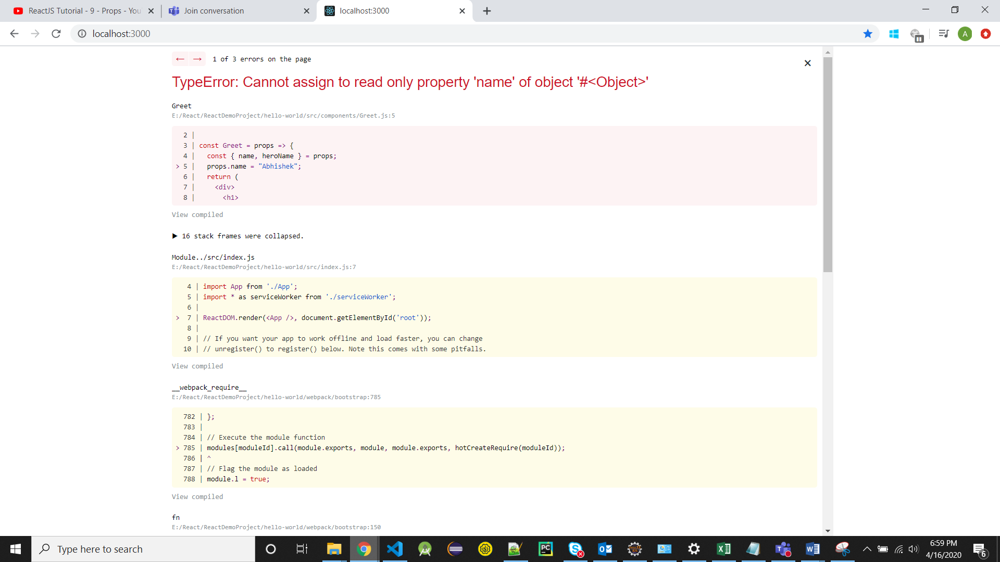 ReactJS Tutorial - 9 - Props - You
Join conversation
localhost:3000
localhost:3000
A
← → 1 of 3 errors on the page
TypeError: Cannot assign to read only property 'name' of object '#<Object>'
Greet
E:/React/ReactDemoProject/hello-world/src/components/Greet.js:5
2 |
3 | const Greet = props => {
4 |   const { name, heroName } = props;
> 5 |   props.name = "Abhishek";
6 |   return (
7 |     <div>
8 |       <h1>
View compiled
▶ 16 stack frames were collapsed.
Module../src/index.js
E:/React/ReactDemoProject/hello-world/src/index.js:7
4 | import App from './App';
5 | import * as serviceWorker from './serviceWorker';
6 |
> 7 | ReactDOM.render(<App />, document.getElementById('root'));
8 |
9 | // If you want your app to work offline and load faster, you can change
10 | // unregister() to register() below. Note this comes with some pitfalls.
View compiled
__webpack_require__
E:/React/ReactDemoProject/hello-world/webpack/bootstrap:785
782 | };
783 |
784 | // Execute the module function
> 785 | modules[moduleId].call(module.exports, module, module.exports, hotCreateRequire(moduleId));
786 | ^
787 | // Flag the module as loaded
788 | module.l = true;
View compiled
fn
E:/React/ReactDemoProject/hello-world/webpack/bootstrap:150
Type here to search
PC
6:59 PM
4/16/2020
6